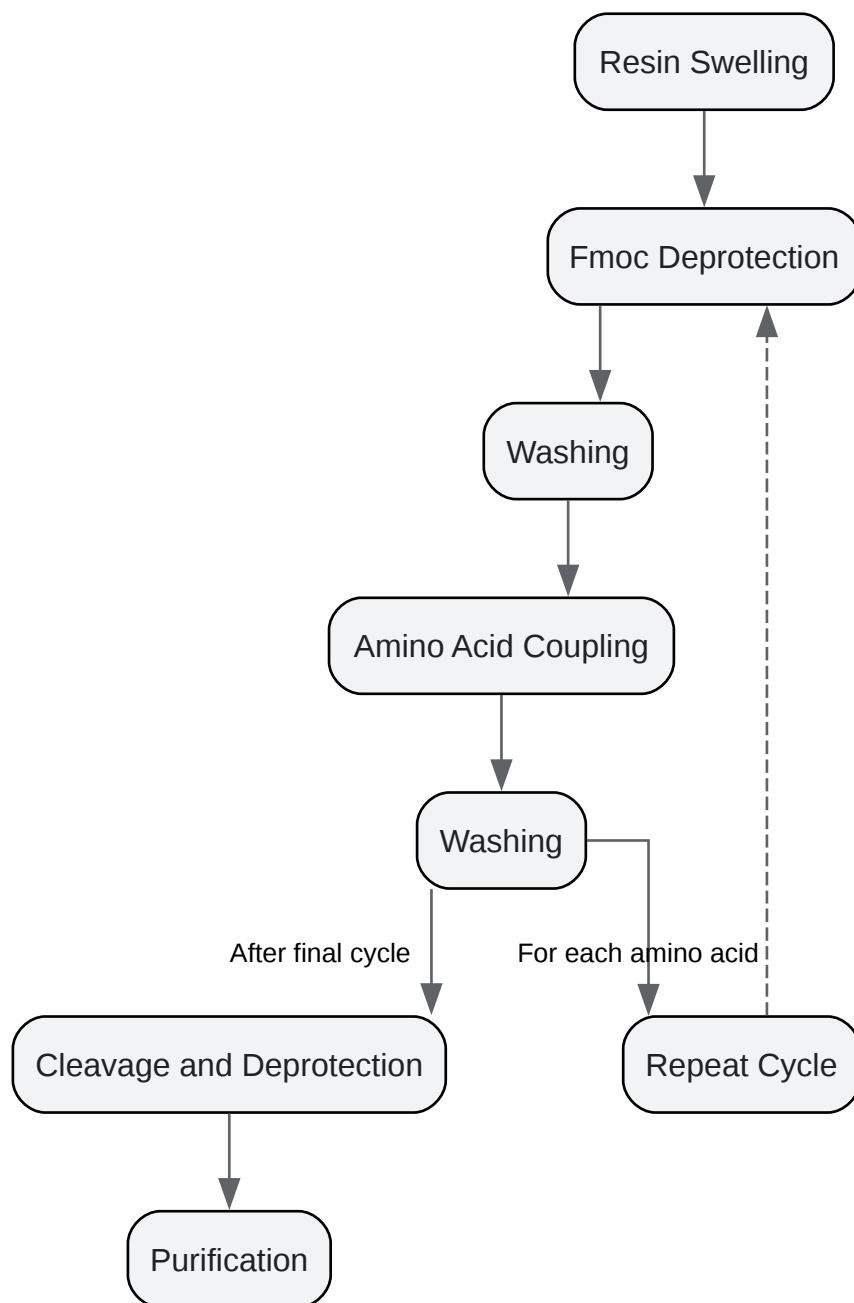 Resin Swelling
Fmoc Deprotection
Washing
Amino Acid Coupling
Washing
After final cycle
For each amino acid
Cleavage and Deprotection
Repeat Cycle
Purification